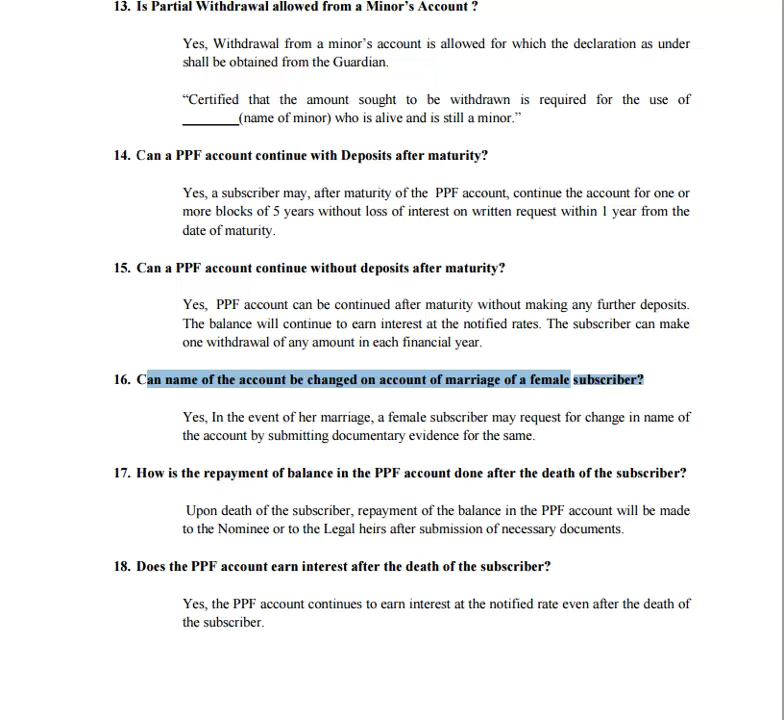 13. Is Partial Withdrawal allowed from a Minor's Account ?
Yes, Withdrawal from a minor's account is allowed for which the declaration as under
shall be obtained from the Guardian.
“Certified that the amount sought to be withdrawn is required for the use of
________(name of minor) who is alive and is still a minor.”
14. Can a PPF account continue with Deposits after maturity?
Yes, a subscriber may, after maturity of the PPF account, continue the account for one or
more blocks of 5 years without loss of interest on written request within 1 year from the
date of maturity.
15. Can a PPF account continue without deposits after maturity?
Yes, PPF account can be continued after maturity without making any further deposits.
The balance will continue to earn interest at the notified rates. The subscriber can make
one withdrawal of any amount in each financial year.
16. Can name of the account be changed on account of marriage of a female subscriber?
Yes, In the event of her marriage, a female subscriber may request for change in name of
the account by submitting documentary evidence for the same.
17. How is the repayment of balance in the PPF account done after the death of the subscriber?
Upon death of the subscriber, repayment of the balance in the PPF account will be made
to the Nominee or to the Legal heirs after submission of necessary documents.
18. Does the PPF account earn interest after the death of the subscriber?
Yes, the PPF account continues to earn interest at the notified rate even after the death of
the subscriber.